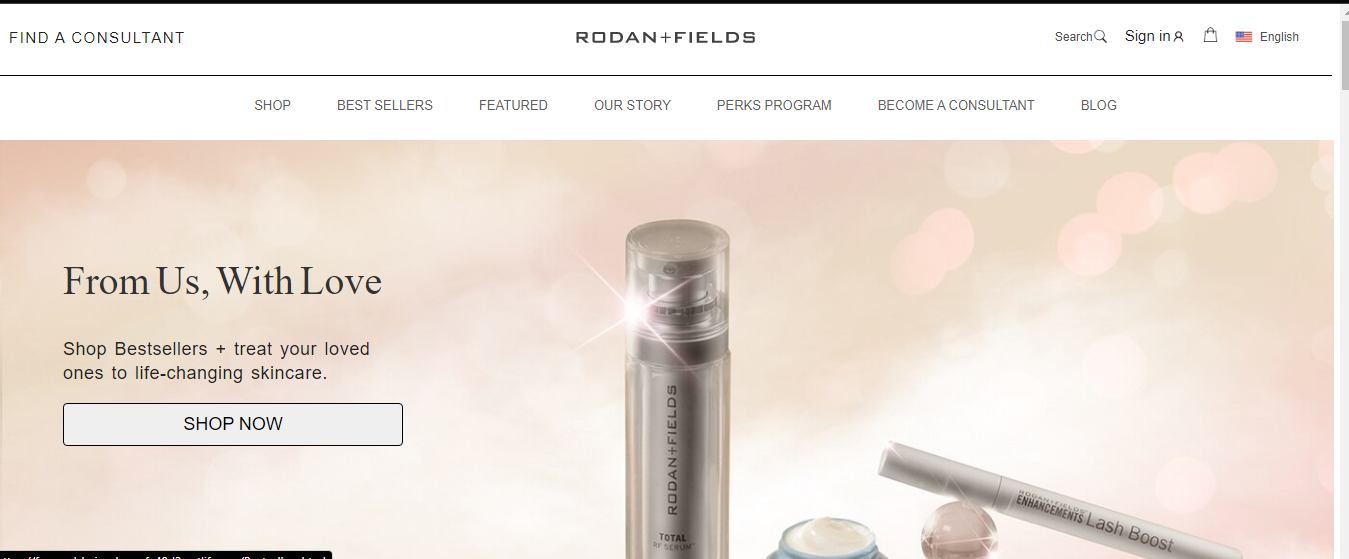 FIND A CONSULTANT
RODAN+FIELDS
Search
Sign in
English
SHOP
BEST SELLERS
FEATURED
OUR STORY
PERKS PROGRAM
BECOME A CONSULTANT
BLOG
From Us, With Love
Shop Bestsellers + treat your loved
ones to life-changing skincare.
SHOP NOW
RODAN+FIELDS
TOTAL
RF SERUM
RODAN+FIELDS
ENHANCEMENTS Lash Boost